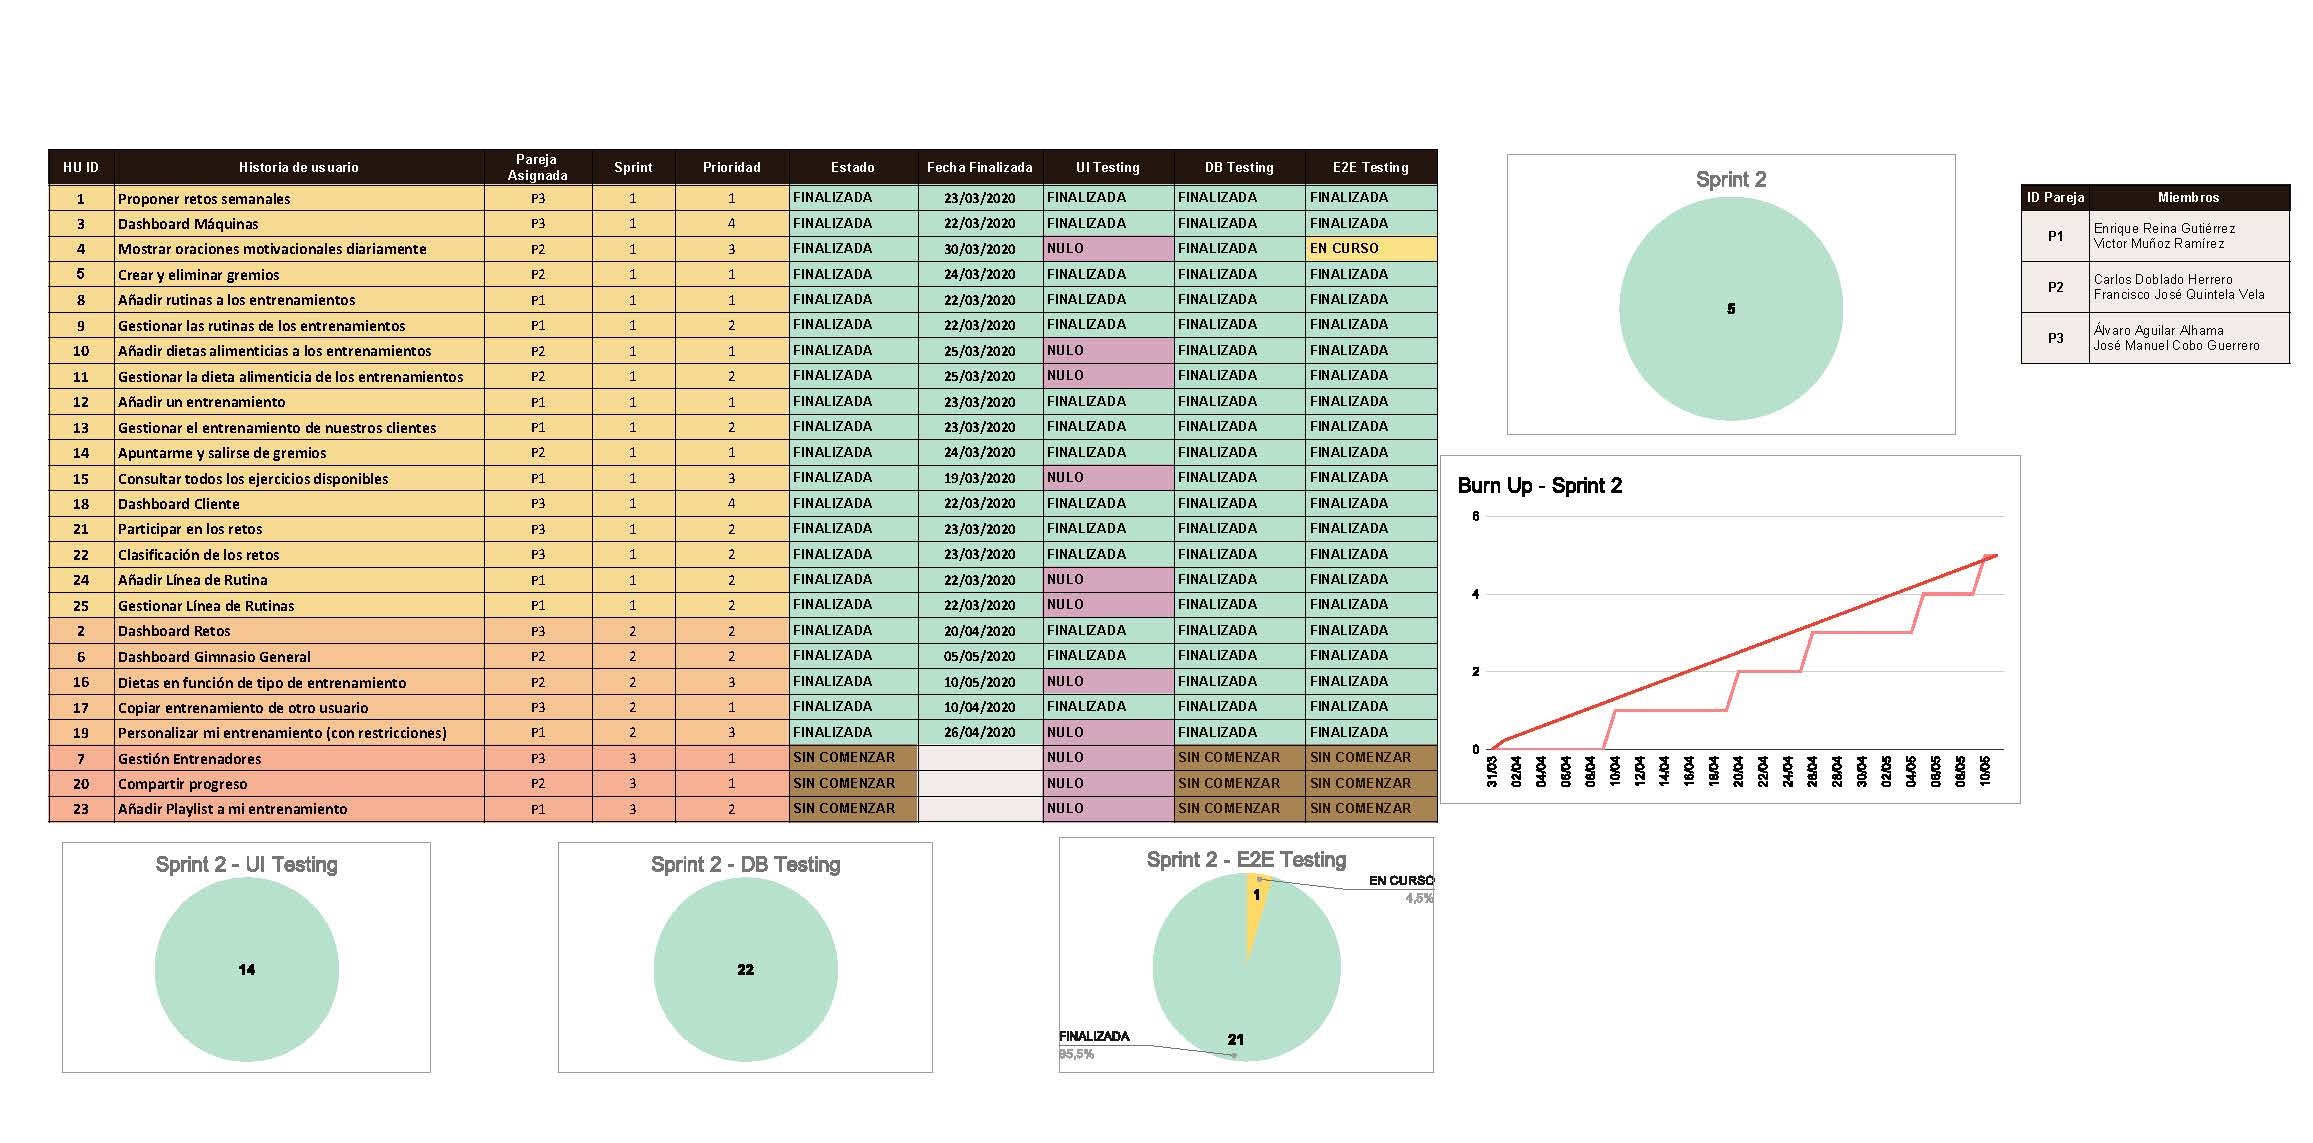 HU ID Historia de usuario Pareja Asignada Sprint Prioridad Estado Fecha Finalizada UI Testing DB Testing E2E Testing
1 Proponer retos semanales P3 1 1 FINALIZADA 23/03/2020 FINALIZADA FINALIZADA FINALIZADA
3 Dashboard Máquinas P3 1 4 FINALIZADA 22/03/2020 FINALIZADA FINALIZADA FINALIZADA
4 Mostrar oraciones motivacionales diariamente P2 1 3 FINALIZADA 30/03/2020 NULO FINALIZADA EN CURSO
5 Crear y eliminar gremios P2 1 1 FINALIZADA 24/03/2020 FINALIZADA FINALIZADA FINALIZADA
8 Añadir rutinas a los entrenamientos P1 1 1 FINALIZADA 22/03/2020 FINALIZADA FINALIZADA FINALIZADA
9 Gestionar las rutinas de los entrenamientos P1 1 2 FINALIZADA 22/03/2020 FINALIZADA FINALIZADA FINALIZADA
10 Añadir dietas alimenticias a los entrenamientos P2 1 1 FINALIZADA 25/03/2020 NULO FINALIZADA FINALIZADA
11 Gestionar la dieta alimenticia de los entrenamientos P2 1 2 FINALIZADA 25/03/2020 NULO FINALIZADA FINALIZADA
12 Añadir un entrenamiento P1 1 1 FINALIZADA 23/03/2020 FINALIZADA FINALIZADA FINALIZADA
13 Gestionar el entrenamiento de nuestros clientes P1 1 2 FINALIZADA 23/03/2020 FINALIZADA FINALIZADA FINALIZADA
14 Apuntarme y salirse de gremios P2 1 1 FINALIZADA 24/03/2020 FINALIZADA FINALIZADA FINALIZADA
15 Consultar todos los ejercicios disponibles P1 1 3 FINALIZADA 19/03/2020 NULO FINALIZADA FINALIZADA
18 Dashboard Cliente P3 1 4 FINALIZADA 22/03/2020 FINALIZADA FINALIZADA FINALIZADA
21 Participar en los retos P3 1 2 FINALIZADA 23/03/2020 FINALIZADA FINALIZADA FINALIZADA
22 Clasificación de los retos P3 1 2 FINALIZADA 23/03/2020 FINALIZADA FINALIZADA FINALIZADA
24 Añadir Línea de Rutina P1 1 2 FINALIZADA 22/03/2020 NULO FINALIZADA FINALIZADA
25 Gestionar Línea de Rutinas P1 1 2 FINALIZADA 22/03/2020 NULO FINALIZADA FINALIZADA
2 Dashboard Retos P3 2 2 FINALIZADA 20/04/2020 FINALIZADA FINALIZADA FINALIZADA
6 Dashboard Gimnasio General P2 2 2 FINALIZADA 05/05/2020 FINALIZADA FINALIZADA FINALIZADA
16 Dietas en función de tipo de entrenamiento P2 2 3 FINALIZADA 10/05/2020 NULO FINALIZADA FINALIZADA
17 Copiar entrenamiento de otro usuario P3 2 1 FINALIZADA 10/04/2020 FINALIZADA FINALIZADA FINALIZADA
19 Personalizar mi entrenamiento (con restricciones) P1 2 3 FINALIZADA 26/04/2020 NULO FINALIZADA FINALIZADA
7 Gestión Entrenadores P3 3 1 SIN COMENZAR NULO SIN COMENZAR SIN COMENZAR
20 Compartir progreso P2 3 1 SIN COMENZAR NULO SIN COMENZAR SIN COMENZAR
23 Añadir Playlist a mi entrenamiento P1 3 2 SIN COMENZAR NULO SIN COMENZAR SIN COMENZAR
Sprint 2
5
ID Pareja Miembros
P1 Enrique Reina Gutiérrez
Victor Muñoz Ramírez
P2 Carlos Doblado Herrero
Francisco José Quintela Vela
P3 Álvaro Aguilar Alhama
José Manuel Cobo Guerrero
Burn Up - Sprint 2
6
4
2
0
31/03 02/04 04/04 06/04 08/04 10/04 12/04 14/04 16/04 18/04 20/04 22/04 24/04 26/04 28/04 30/04 02/05 04/05 06/05 08/05 10/05
Sprint 2 - UI Testing
14
Sprint 2 - DB Testing
22
Sprint 2 - E2E Testing
EN CURSO
4,5%
1
21
FINALIZADA
95,5%